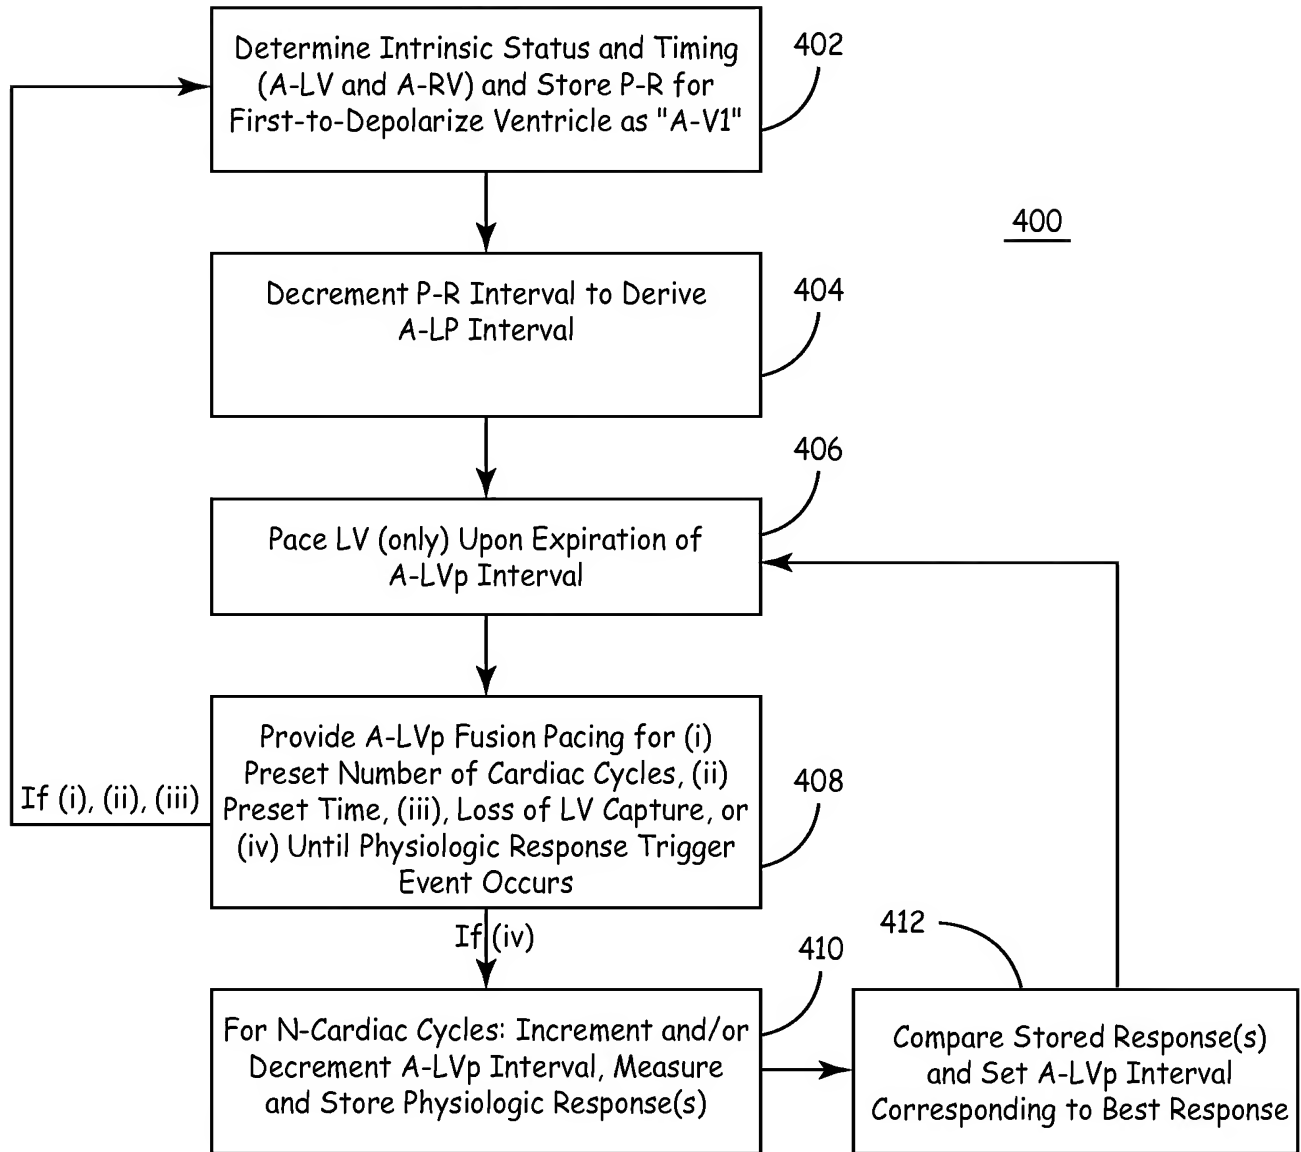 Determine Intrinsic Status and Timing
(A-LV and A-RV) and Store P-R for
First-to-Depolarize Ventricle as "A-V1"
402
400
Decrement P-R Interval to Derive
A-LP Interval
404
406
Pace LV (only) Upon Expiration of
A-LVp Interval
Provide A-LVp Fusion Pacing for (i)
Preset Number of Cardiac Cycles, (ii)
Preset Time, (iii), Loss of LV Capture, or
(iv) Until Physiologic Response Trigger
Event Occurs
408
If (i), (ii), (iii)
If (iv)
410
412
For N-Cardiac Cycles: Increment and/or
Decrement A-LVp Interval, Measure
and Store Physiologic Response(s)
Compare Stored Response(s)
and Set A-LVp Interval
Corresponding to Best Response